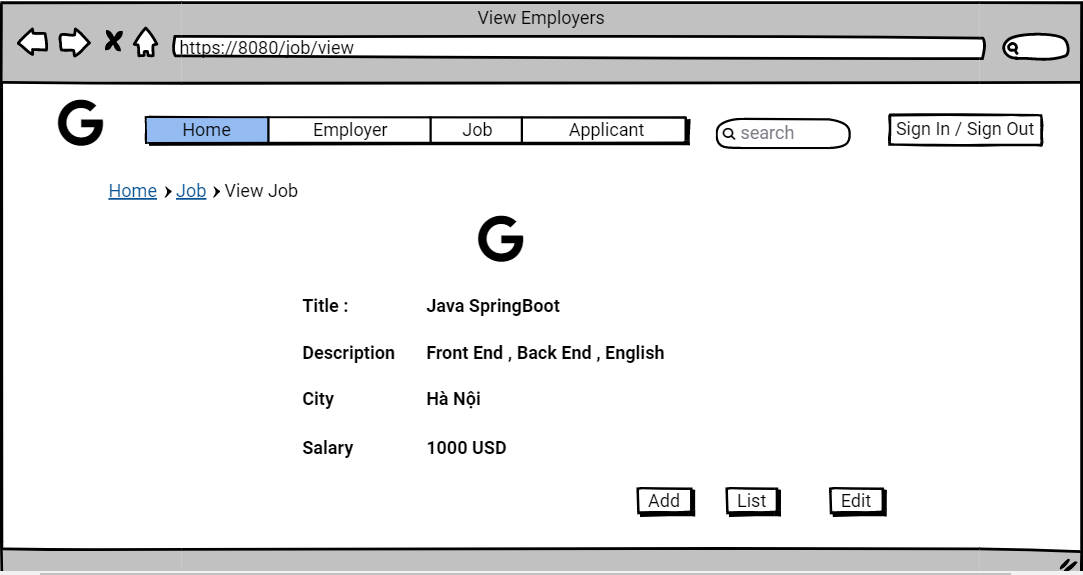 View Employers
https://8080/job/view
G
Home Employer Job Applicant
search
Sign In / Sign Out
Home Job View Job
G
Title : Java SpringBoot
Description Front End , Back End , English
City Hà Nội
Salary 1000 USD
Add List Edit